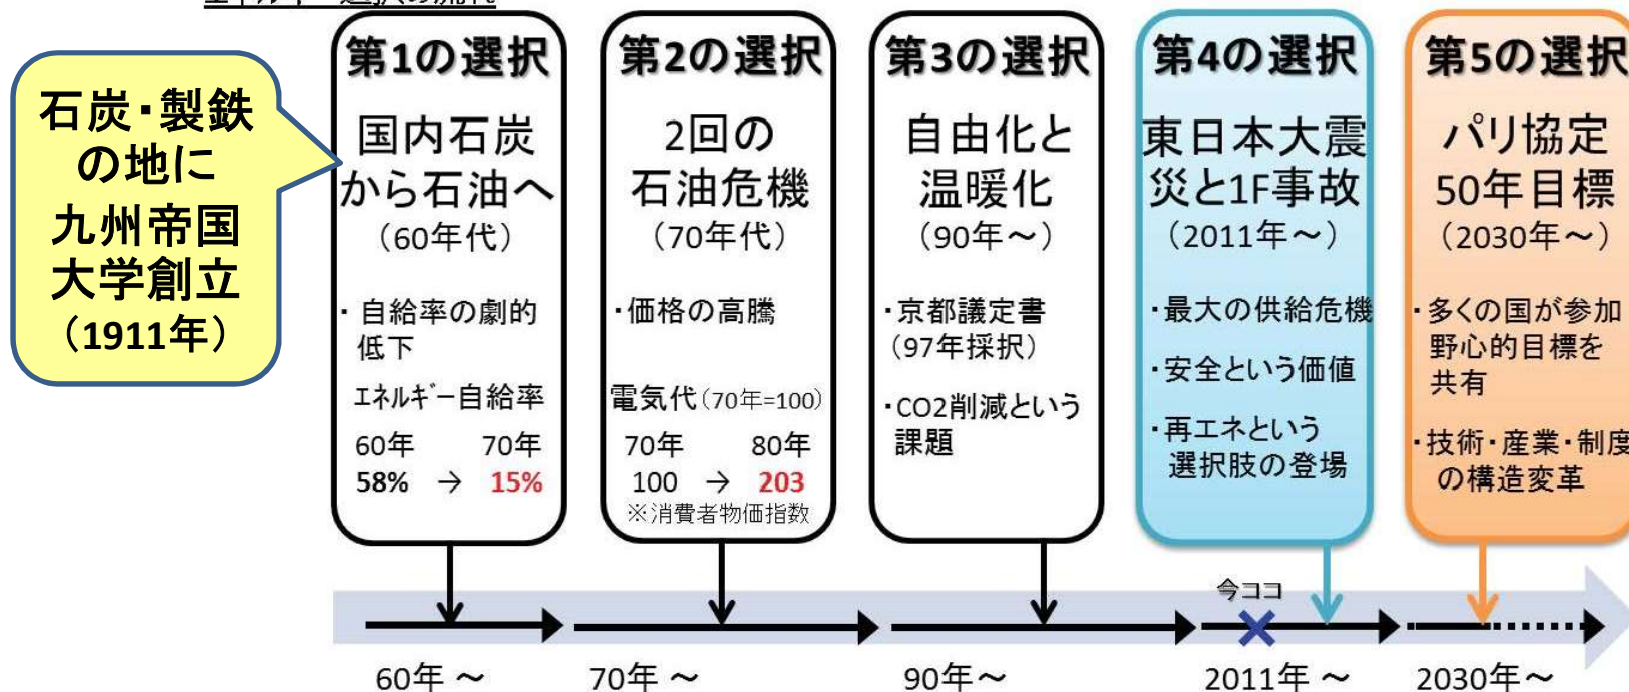 石炭・製鉄
の地に
九州帝国
大学創立
（1911年）
第1の選択
国内石炭
から石油へ
（60年代）
・自給率の劇的
低下
ｴﾈﾙｷﾞｰ自給率
60年 70年
58% → 15%
第2の選択
2回の
石油危機
（70年代）
・価格の高騰
電気代（70年=100）
70年 80年
100 → 203
※消費者物価指数
第3の選択
自由化と
温暖化
（90年～）
・京都議定書
（97年採択）
・CO2削減という
課題
第4の選択
東日本大震
災と1F事故
（2011年～）
・最大の供給危機
・安全という価値
・再エネという
選択肢の登場
第5の選択
パリ協定
50年目標
（2030年～）
・多くの国が参加
野心的目標を
共有
・技術・産業・制度
の構造変革
今ココ
60年～
70年～
90年～
2011年～
2030年～